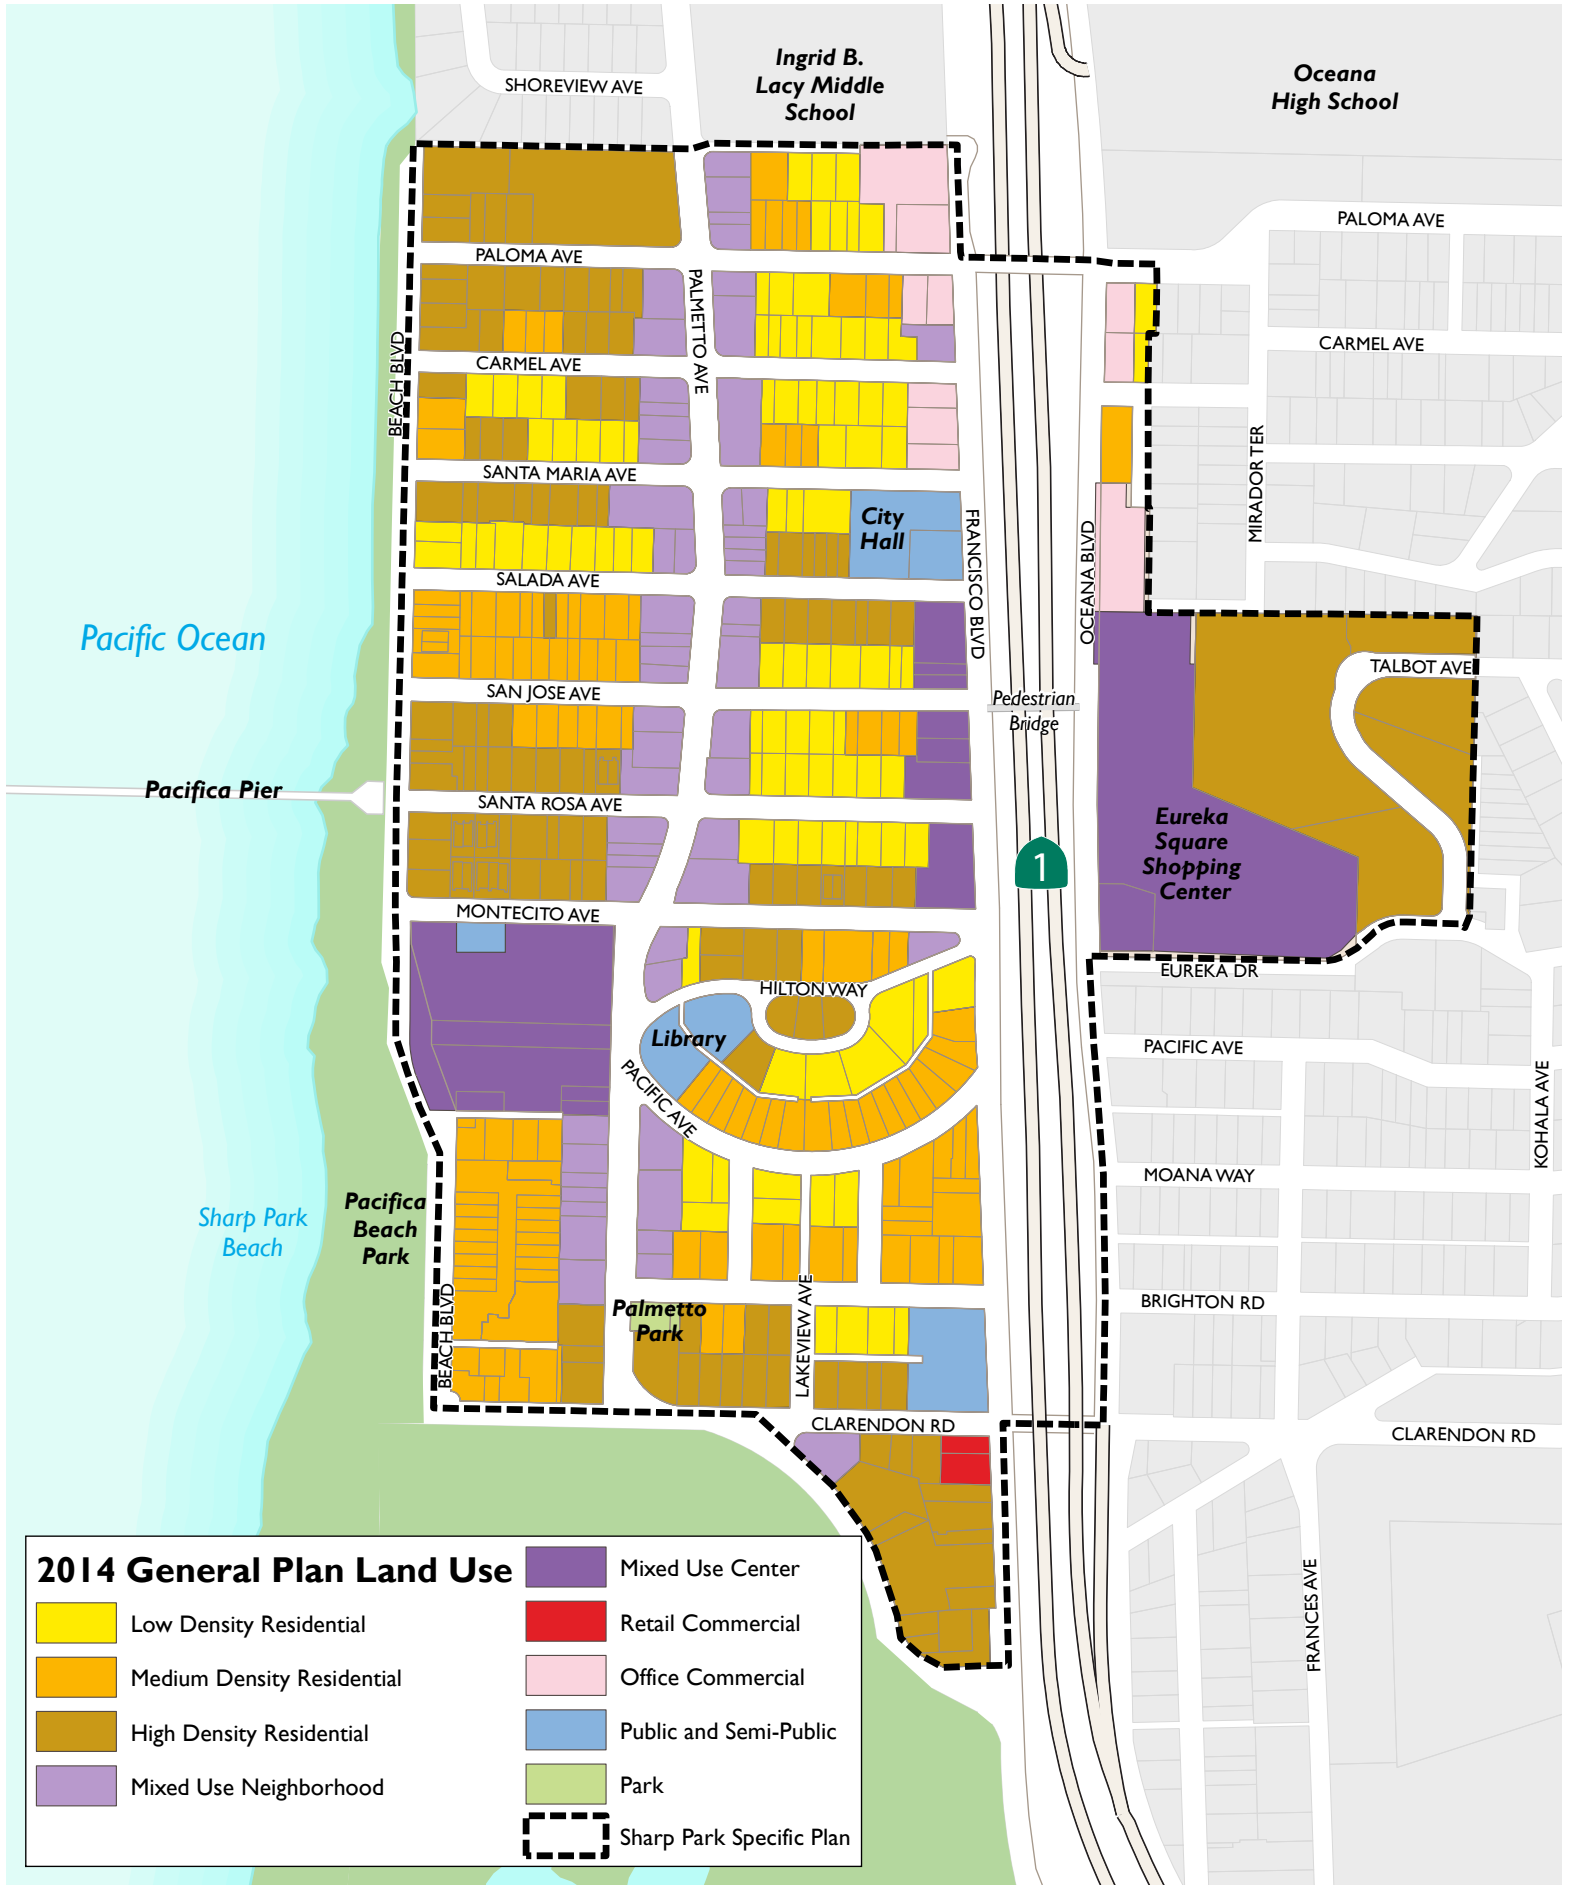 Ingrid B.
Lacy Middle
School
Oceana
High School
SHOREVIEW AVE
PALOMA AVE
PALOMA AVE
PALMETTO AVE
BEACH BLVD
CARMEL AVE
CARMEL AVE
MIRADOR TER
SANTA MARIA AVE
City
Hall
FRANCISCO BLVD
OCEANA BLVD
SALADA AVE
Pacific Ocean
TALBOT AVE
SAN JOSE AVE
Pedestrian
Bridge
Pacifica Pier
SANTA ROSA AVE
Eureka
Square
Shopping
Center
1
MONTECITO AVE
EUREKA DR
HILTON WAY
Library
PACIFIC AVE
PACIFIC AVE
KOHALA AVE
MOANA WAY
Pacifica
Beach
Park
Sharp Park
Beach
BEACH BLVD
Palmetto
Park
LAKEVIEW AVE
BRIGHTON RD
CLARENDON RD
CLARENDON RD
FRANCES AVE
2014 General Plan Land Use
Low Density Residential
Medium Density Residential
High Density Residential
Mixed Use Neighborhood
Mixed Use Center
Retail Commercial
Office Commercial
Public and Semi-Public
Park
Sharp Park Specific Plan